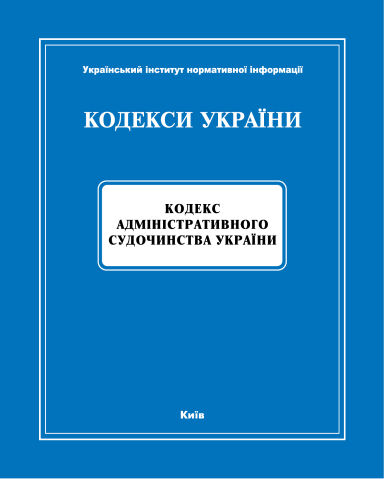 Український інститут нормативної інформації
КОДЕКСИ УКРАЇНИ
КОДЕКС
АДМІНІСТРАТИВНОГО
СУДОЧИНСТВА УКРАЇНИ
Київ